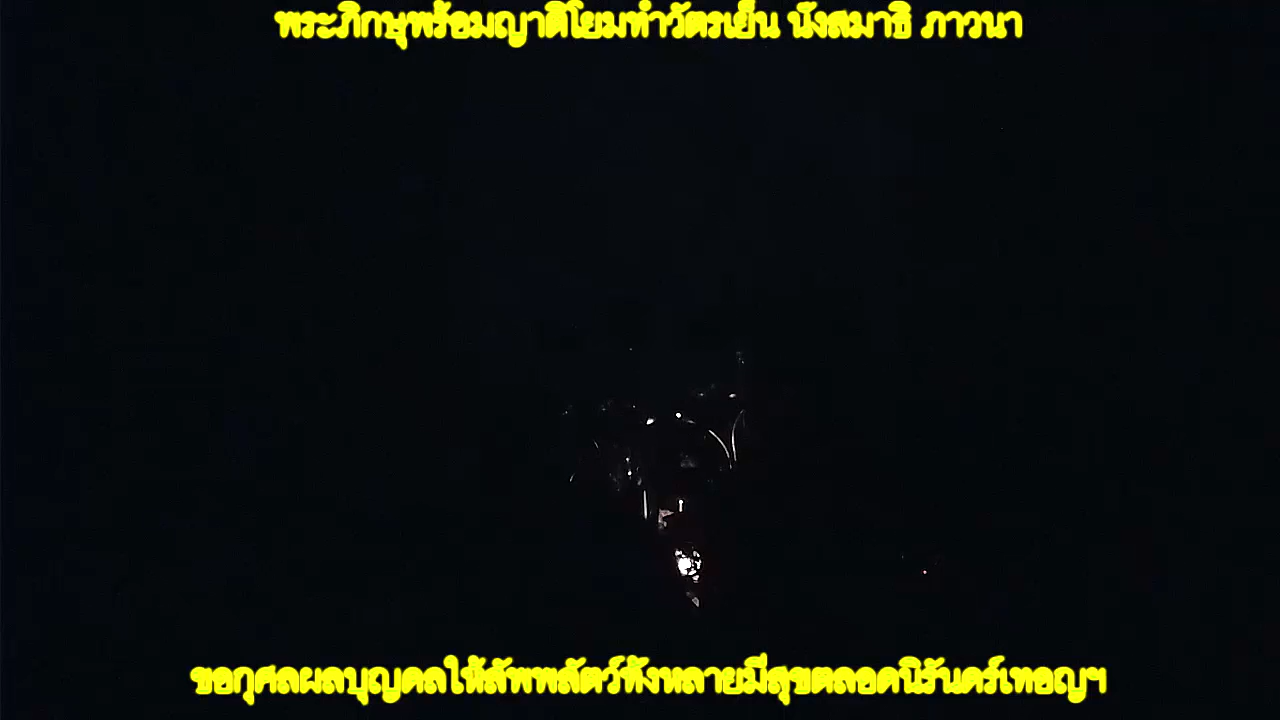 พระภิกษุพร้อมญาติโยมทำวัตรเย็น นั่งสมาธิ ภาวนา
ขอกุศลผลบุญดลให้สัพพสัตว์ทั้งหลายมีสุขตลอดนิรันดร์เทอญฯ